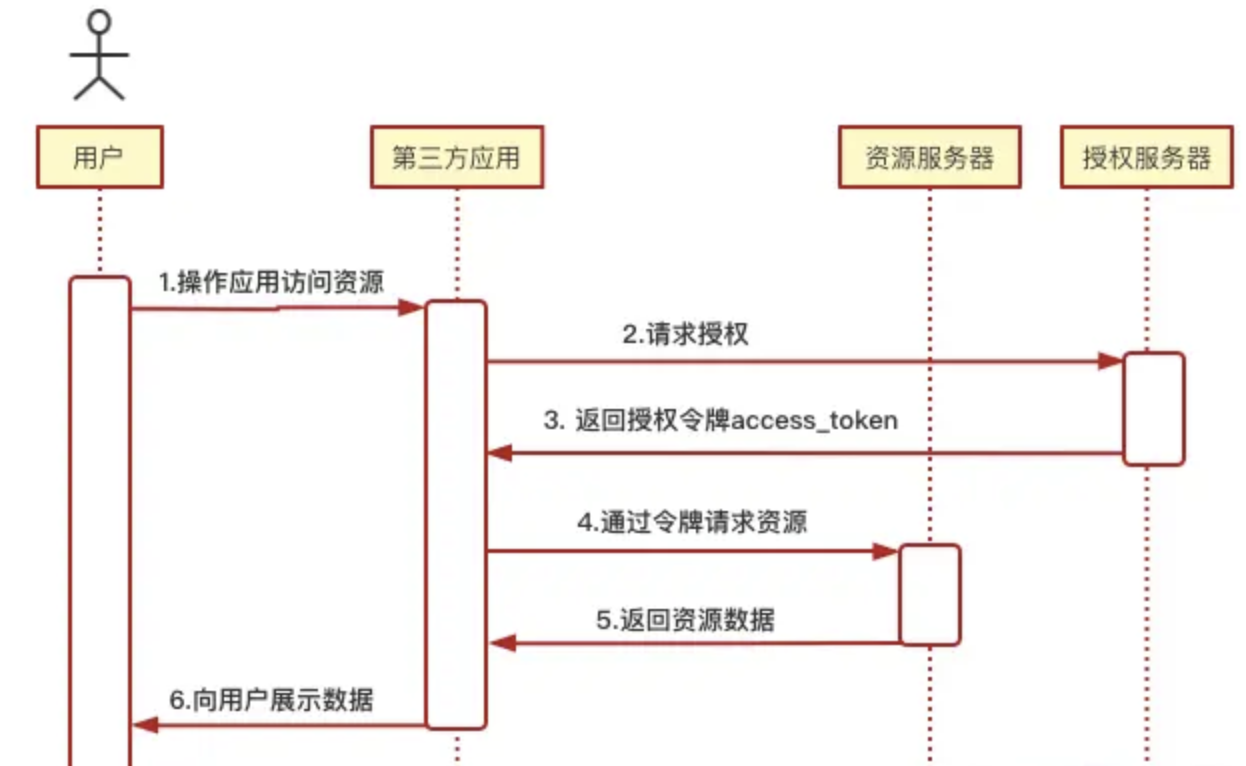 用户
第三方应用
资源服务器
授权服务器
1.操作应用访问资源
2.请求授权
3. 返回授权令牌access_token
4.通过令牌请求资源
5.返回资源数据
6.向用户展示数据